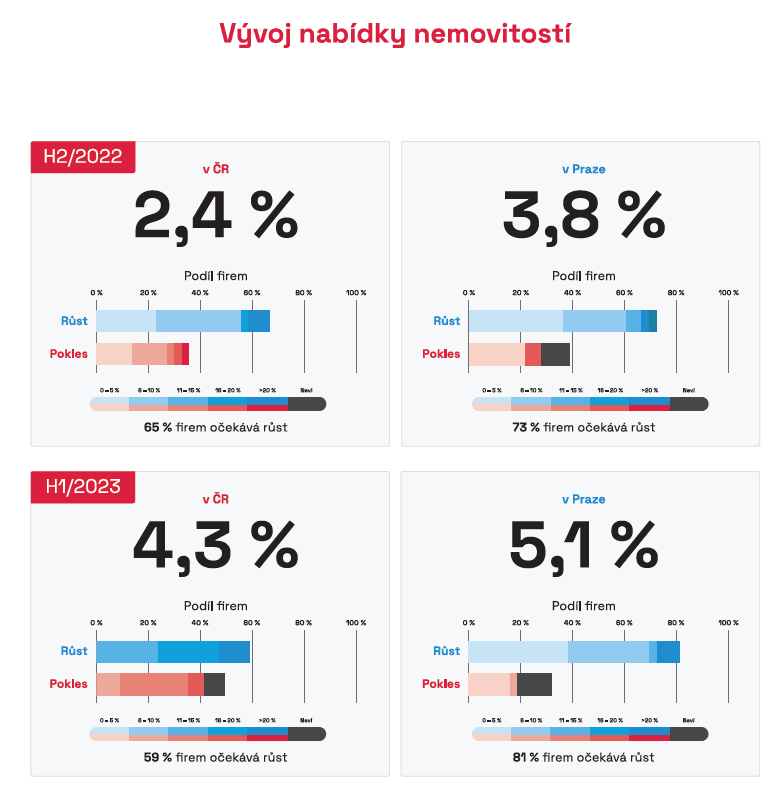 Vývoj nabídky nemovitostí
H2/2022
v ČR
2,4 %
Podíl firem
0 % 20 % 40 % 60 % 80 % 100 %
Růst
Pokles
0–5 % 6–10 % 11–15 % 16–20 % >20 % Neví
65 % firem očekává růst
v Praze
3,8 %
Podíl firem
0 % 20 % 40 % 60 % 80 % 100 %
Růst
Pokles
0–5 % 6–10 % 11–15 % 16–20 % >20 % Neví
73 % firem očekává růst
H1/2023
v ČR
4,3 %
Podíl firem
0 % 20 % 40 % 60 % 80 % 100 %
Růst
Pokles
0–5 % 6–10 % 11–15 % 16–20 % >20 % Neví
59 % firem očekává růst
v Praze
5,1 %
Podíl firem
0 % 20 % 40 % 60 % 80 % 100 %
Růst
Pokles
0–5 % 6–10 % 11–15 % 16–20 % >20 % Neví
81 % firem očekává růst